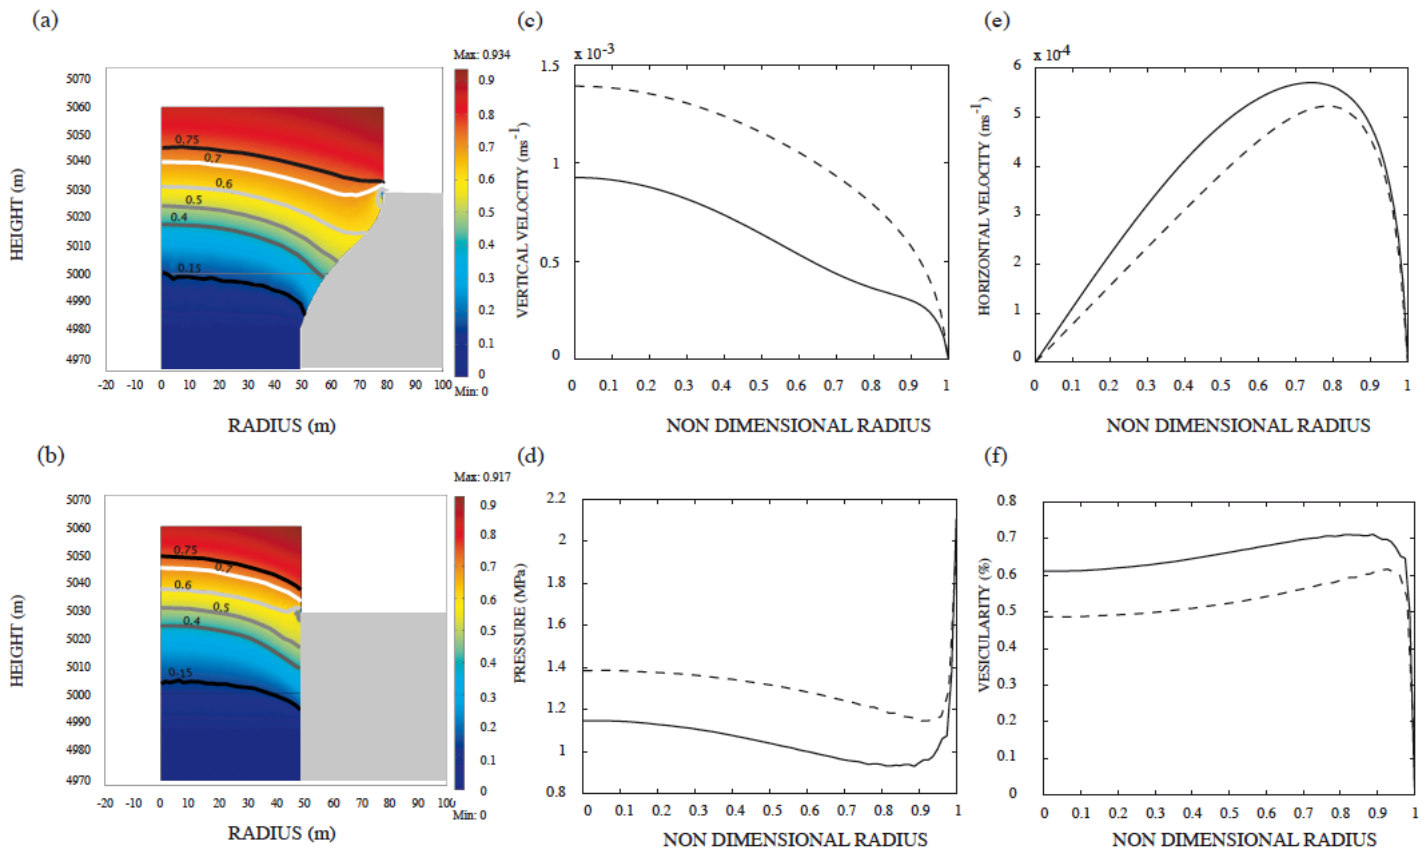 (a)
Max: 0.934
5070
5060
5050
5040
5030
5020
5010
5000
4990
4980
4970
HEIGHT (m)
0.75
0.7
0.6
0.5
0.4
0.15
0.9
0.8
0.7
0.6
0.5
0.4
0.3
0.2
0.1
0
Min: 0
-20 -10 0 10 20 30 40 50 60 70 80 90 100
RADIUS (m)
(c)
x 10-3
1.5
1
0.5
0
VERTICAL VELOCITY (ms-1)
0 0.1 0.2 0.3 0.4 0.5 0.6 0.7 0.8 0.9 1
NON DIMENSIONAL RADIUS
(e)
x 10-4
6
5
4
3
2
1
0
HORIZONTAL VELOCITY (ms-1)
0 0.1 0.2 0.3 0.4 0.5 0.6 0.7 0.8 0.9 1
NON DIMENSIONAL RADIUS
(b)
Max: 0.917
5070
5060
5050
5040
5030
5020
5010
5000
4990
4980
4970
HEIGHT (m)
0.75
0.7
0.6
0.5
0.4
0.15
0.9
0.8
0.7
0.6
0.5
0.4
0.3
0.2
0.1
0
Min: 0
-20 -10 0 10 20 30 40 50 60 70 80 90 100
RADIUS (m)
(d)
2.2
2
1.8
1.6
1.4
1.2
1
0.8
PRESSURE (MPa)
0 0.1 0.2 0.3 0.4 0.5 0.6 0.7 0.8 0.9 1
NON DIMENSIONAL RADIUS
(f)
0.8
0.7
0.6
0.5
0.4
0.3
0.2
0.1
0
VESICULARITY (%)
0 0.1 0.2 0.3 0.4 0.5 0.6 0.7 0.8 0.9 1
NON DIMENSIONAL RADIUS